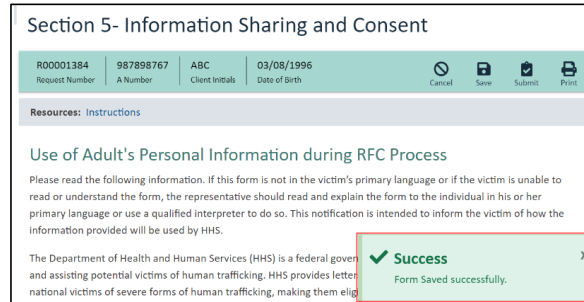 Section 5- Information Sharing and Consent
R00001384 987898767 ABC 03/08/1996
Request Number A Number Client Initials Date of Birth Cancel Save Submit Print
Resources: Instructions
Use of Adult's Personal Information during RFC Process
Please read the following information. If this form is not in the victim's primary language or if the victim is unable to
read or understand the form, the representative should read and explain the form to the individual in his or her
primary language or use a qualified interpreter to do so. This notification is intended to inform the victim of how the
information provided will be used by HHS.
The Department of Health and Human Services (HHS) is a federal govern
and assisting potential victims of human trafficking. HHS provides letter
national victims of severe forms of human trafficking, making them elig
Success
Form Saved successfully.